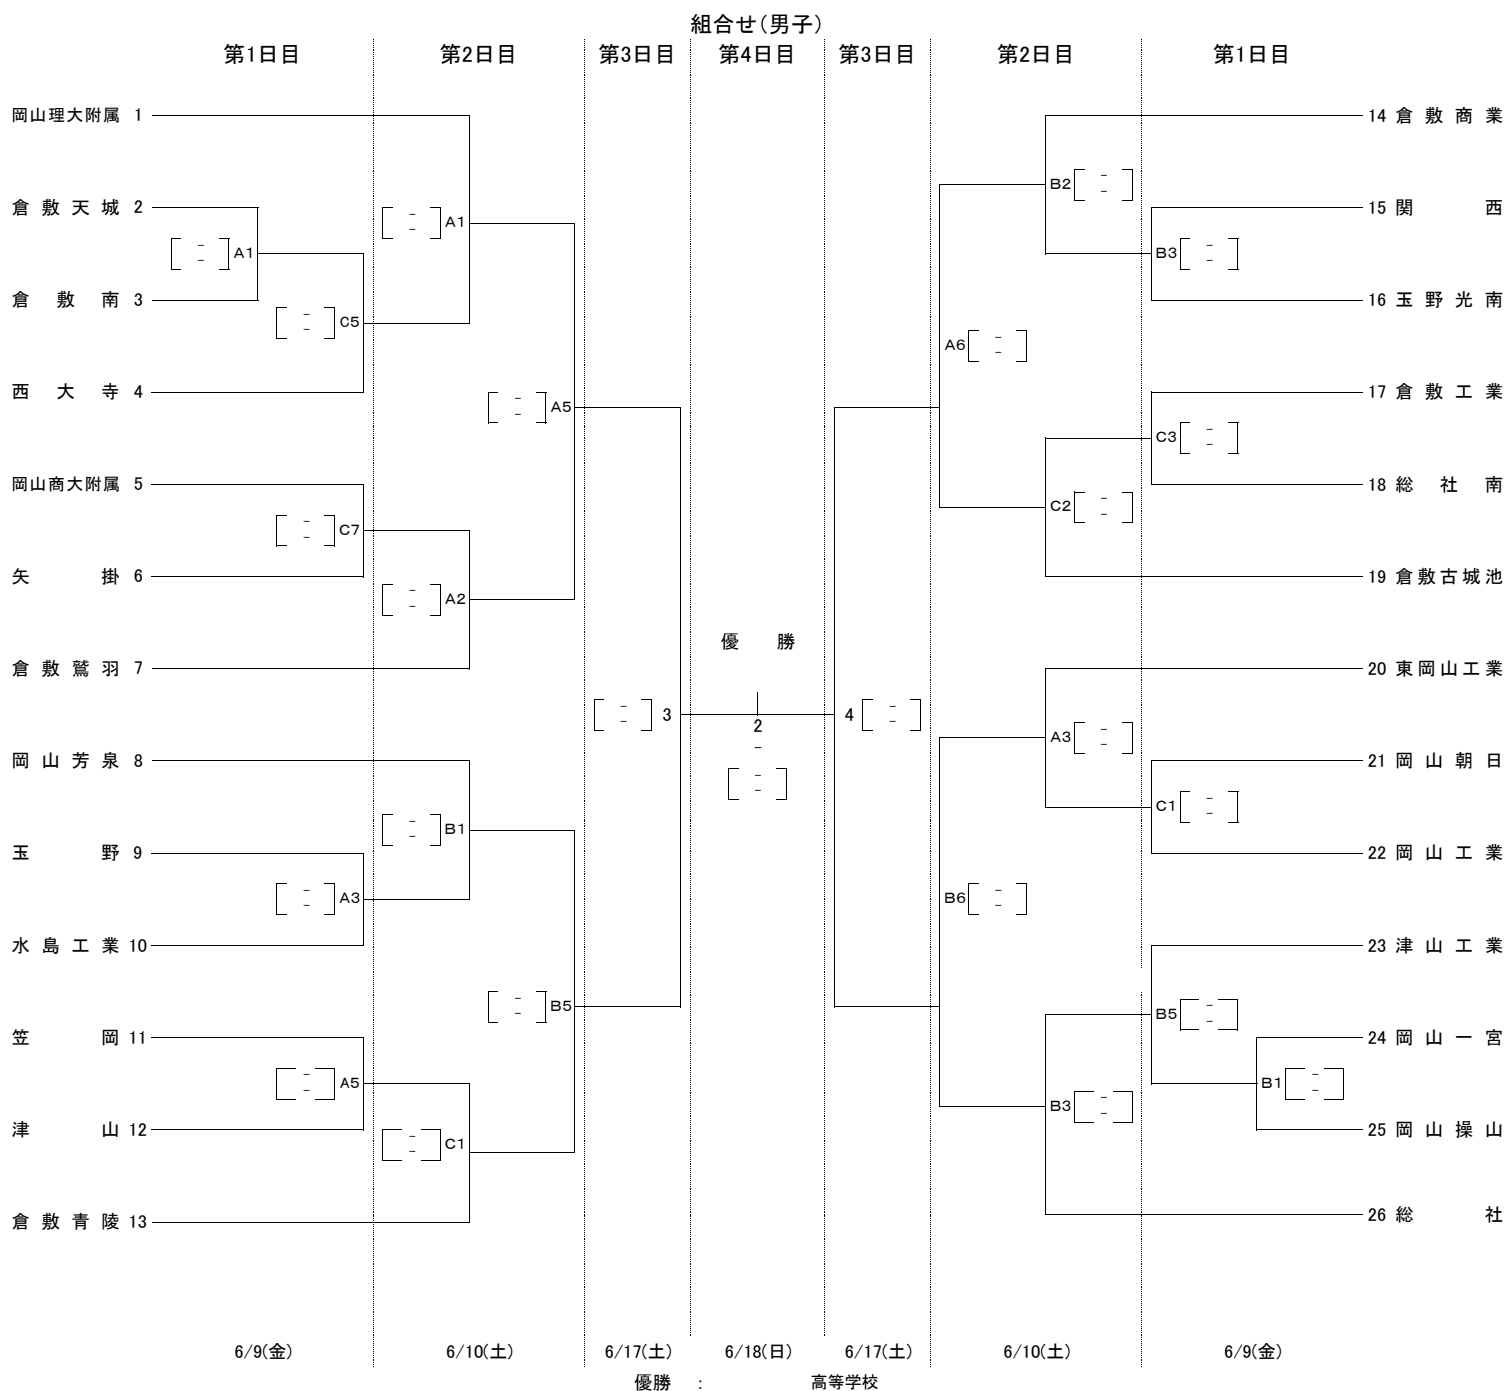 組合せ(男子)
第1日目 第2日目 第3日目 第4日目 第3日目 第2日目 第1日目
岡山理大附属 1
14 倉敷商業
B2 [ - - ]
倉敷天城 2
15 関西
[ - - ] A1
[ - - ] A1
B3 [ - - ]
倉敷南 3
16 玉野光南
[ - - ] C5
A6 [ - - ]
西大寺 4
17 倉敷工業
[ - - ] A5
C3 [ - - ]
岡山商大附属 5
18 総社南
C2 [ - - ]
[ - - ] C7
矢掛 6
19 倉敷古城池
[ - - ] A2
優勝
倉敷鷲羽 7
20 東岡山工業
[ - - ] 3
2
-
[ - - ]
4 [ - - ]
A3 [ - - ]
岡山芳泉 8
21 岡山朝日
C1 [ - - ]
[ - - ] B1
玉野 9
22 岡山工業
[ - - ] A3
B6 [ - - ]
水島工業 10
23 津山工業
[ - - ] B5
B5 [ - - ]
笠岡 11
24 岡山一宮
[ - - ] A5
B1 [ - - ]
B3 [ - - ]
津山 12
25 岡山操山
[ - - ] C1
倉敷青陵 13
26 総社
6/9(金) 6/10(土) 6/17(土) 6/18(日) 6/17(土) 6/10(土) 6/9(金)
優勝 : 高等学校